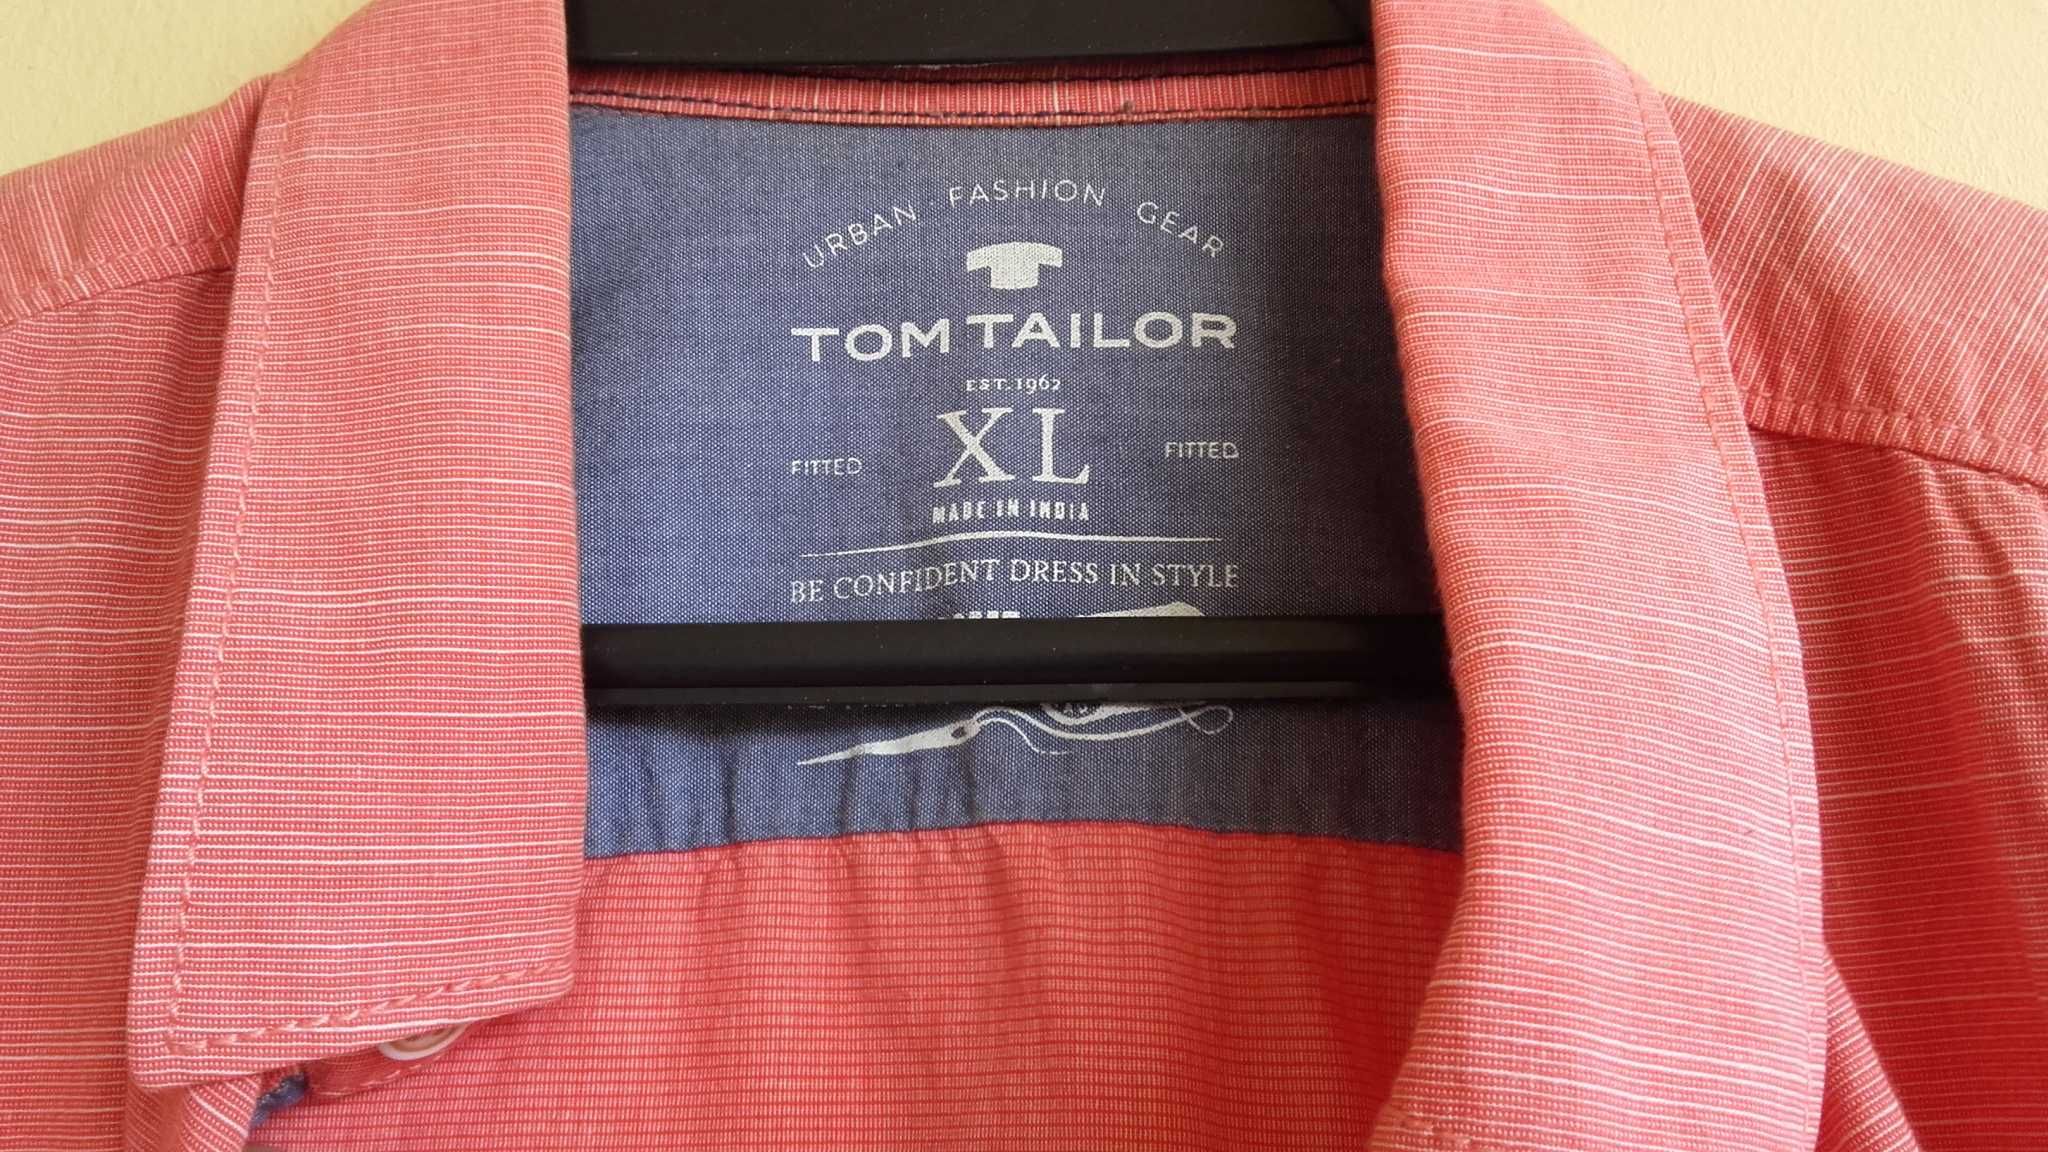 URBAN · FASHION GEAR
TOM TAILOR
EST. 1962
FITTED XL FITTED
MADE IN INDIA
BE CONFIDENT DRESS IN STYLE